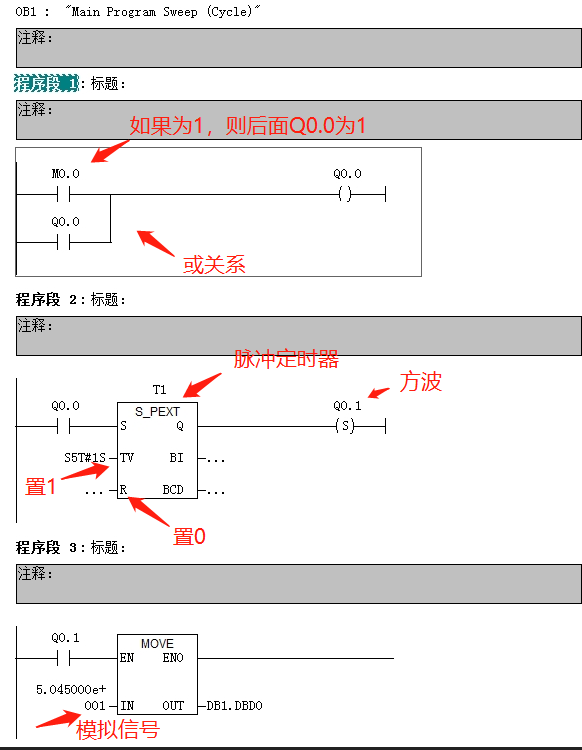 OB1 :  "Main Program Sweep (Cycle)"
注释：
程序段 1：标题：
注释：
如果为1，则后面Q0.0为1
M0.0 Q0.0
( )
Q0.0
或关系
程序段 2：标题：
注释：
脉冲定时器
方波
T1
Q0.0 S_PEXT Q0.1
S Q (S)
S5T#1S TV BI ...
置1
... R BCD ...
置0
程序段 3：标题：
注释：
Q0.1 MOVE
EN ENO
5.045000e+
001 IN OUT DB1.DBD0
模拟信号